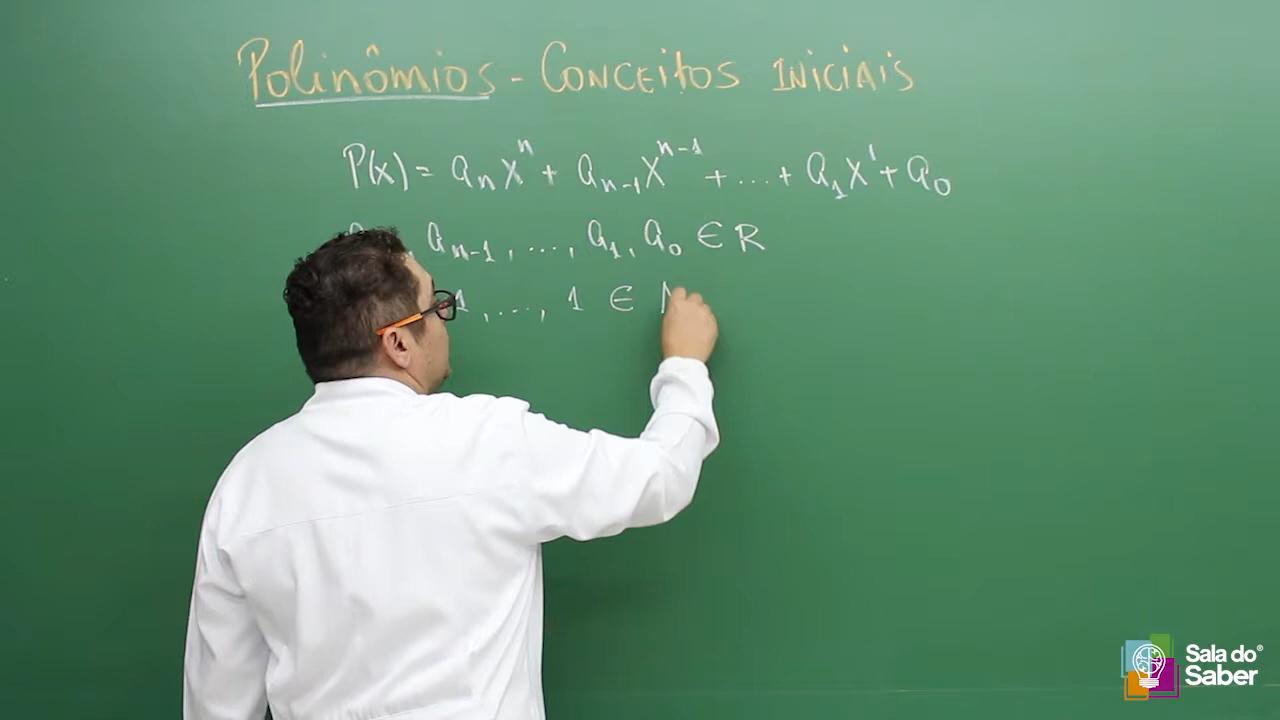 Polinômios - Conceitos Iniciais
P(x) = aₙxⁿ + aₙ₋₁xⁿ⁻¹ + ... + a₁x¹ + a₀
aₙ₋₁, ..., a₁, a₀ ∈ R
1, ..., 1 ∈ N
Sala do®
Saber